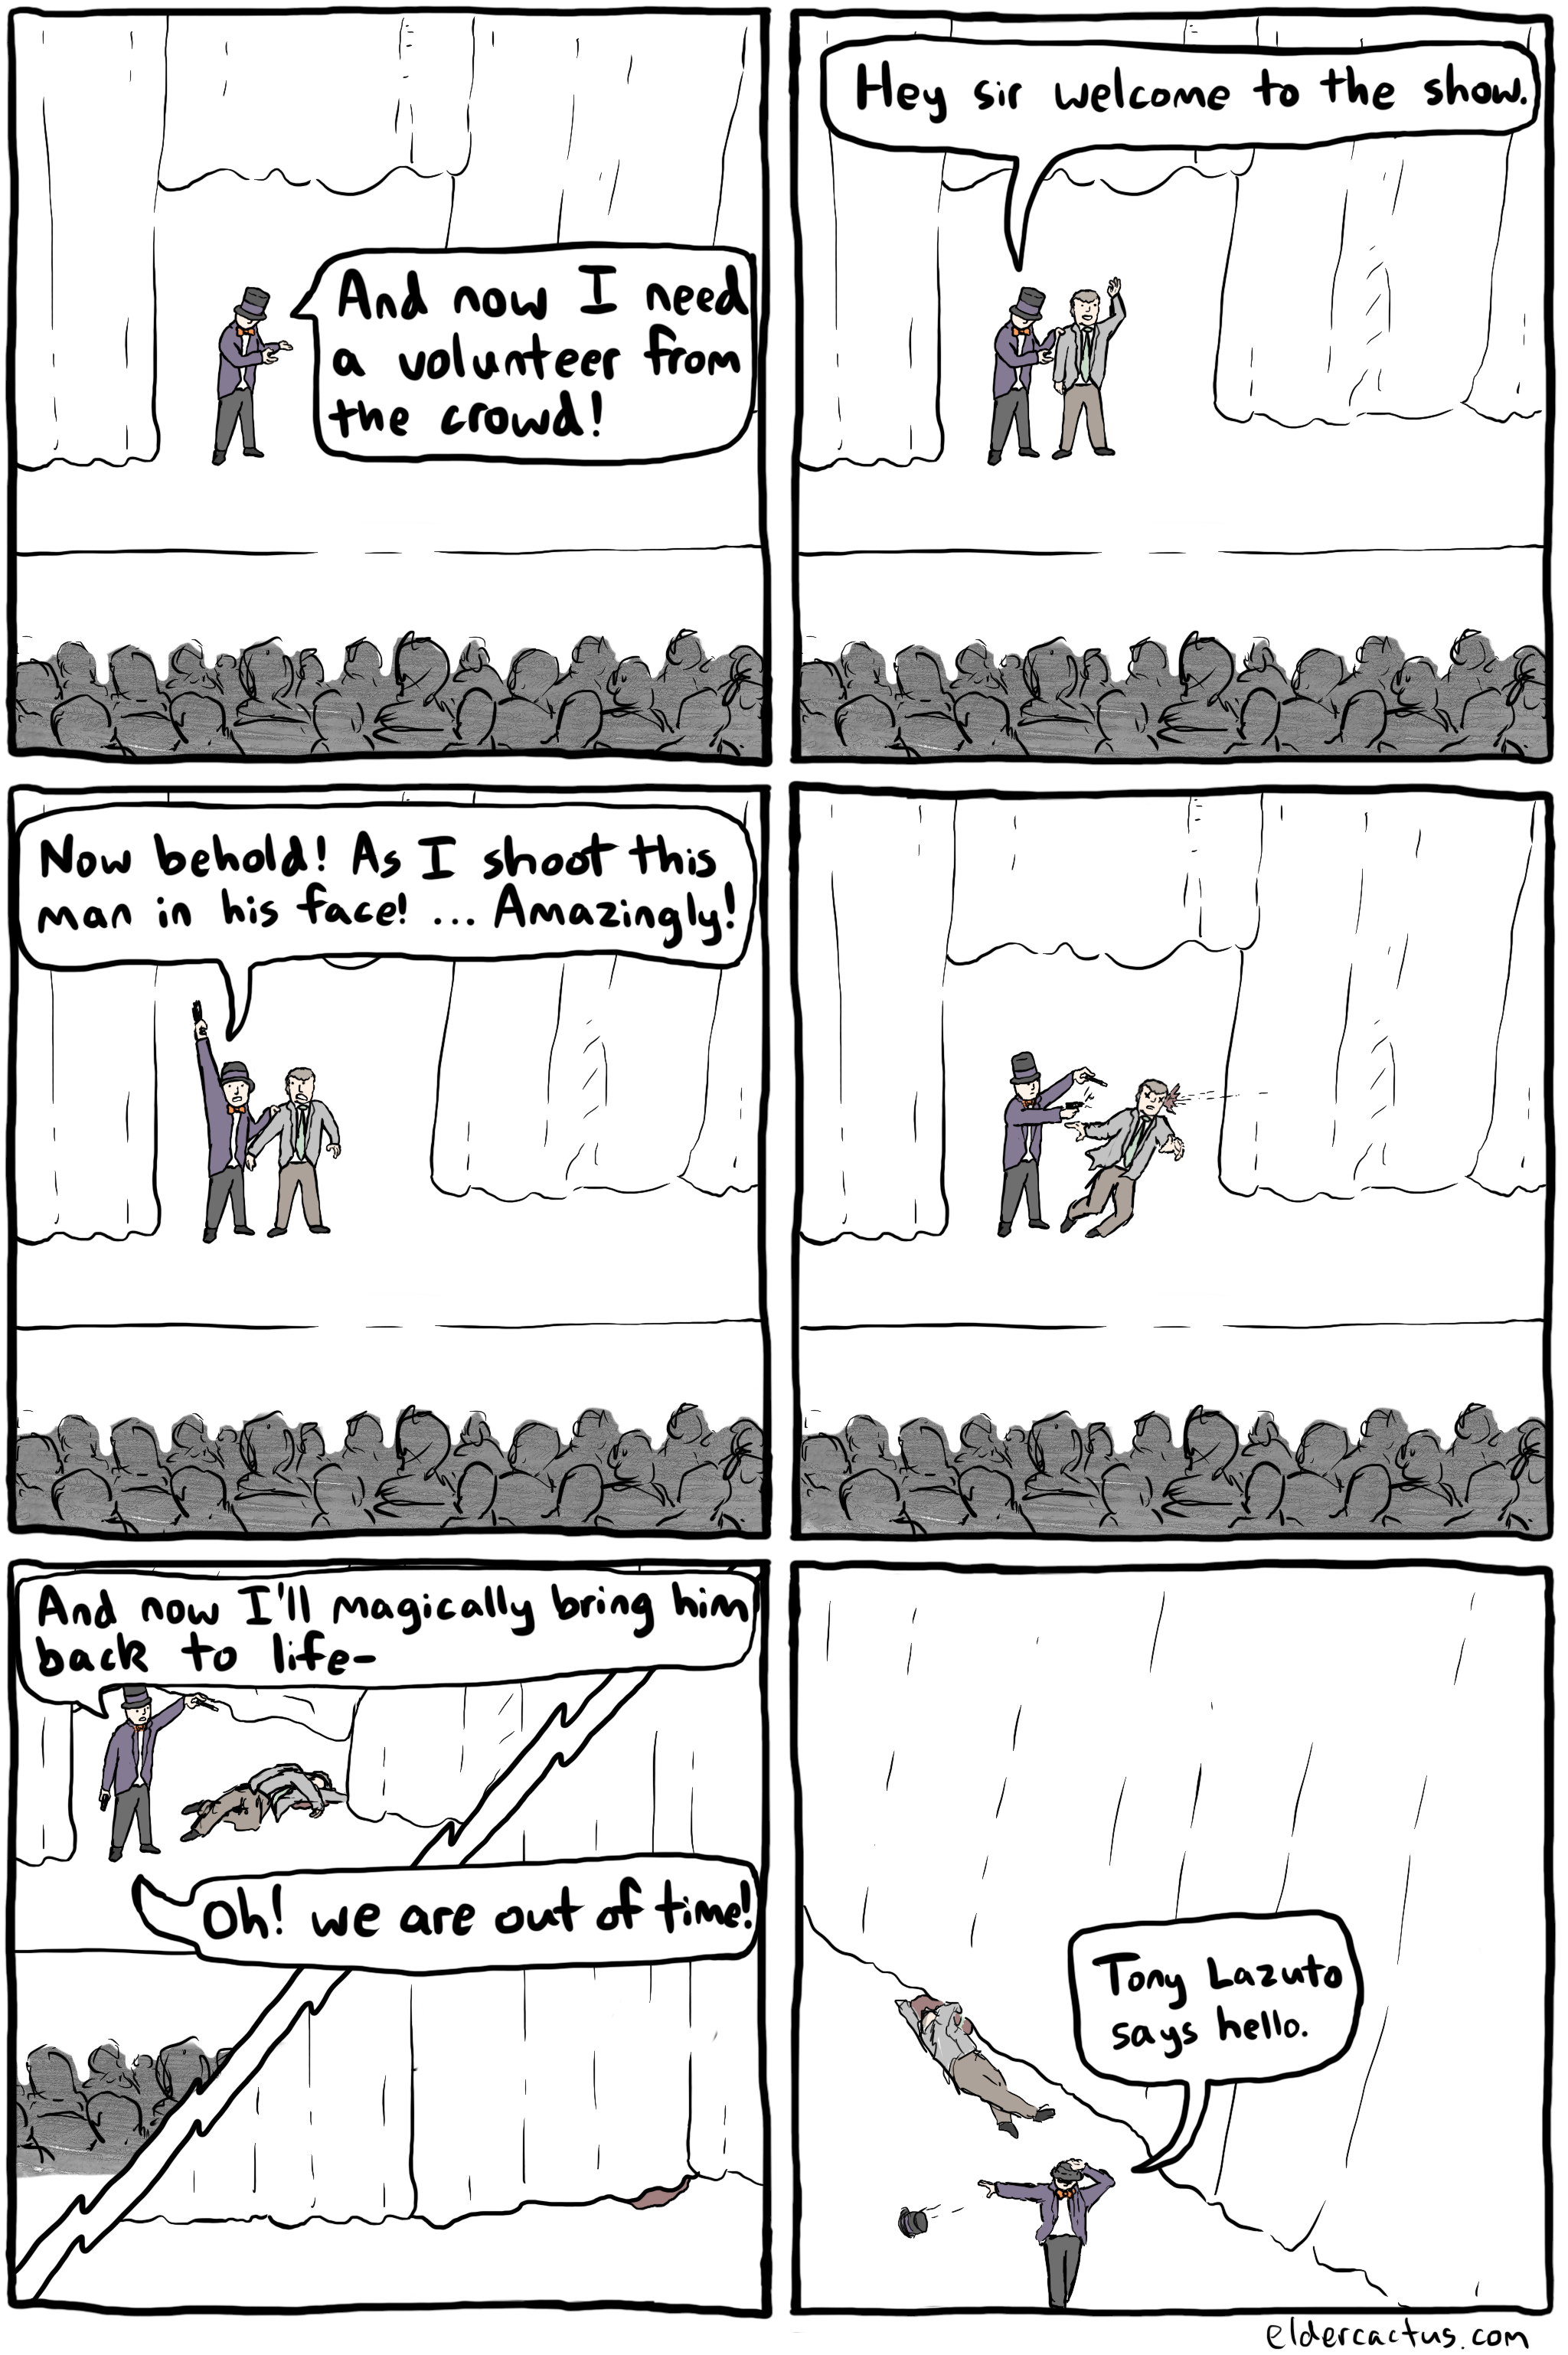 And now I need
a volunteer from
the crowd!
Hey sir welcome to the show.
Now behold! As I shoot this
man in his face! ... Amazingly!
And now I'll magically bring him
back to life-
Oh! we are out of time!
Tony Lazuto
says hello.
eldercactus.com